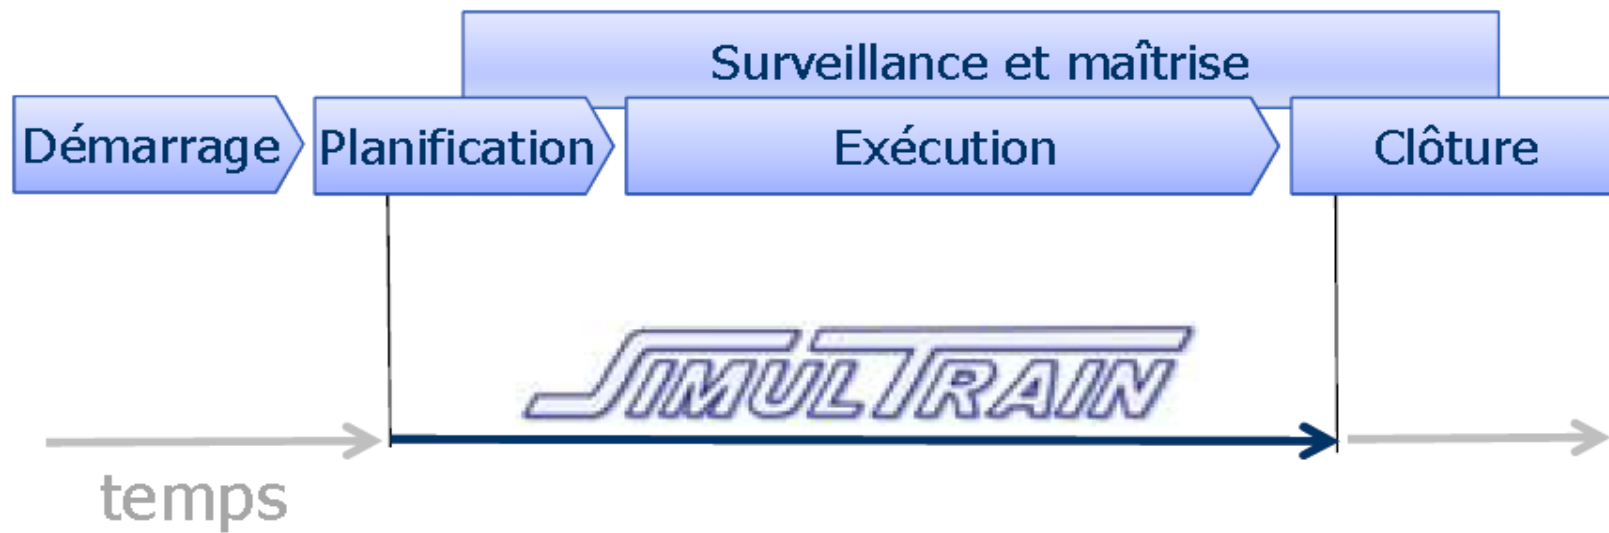 Surveillance et maîtrise
Démarrage
Planification
Exécution
Clôture
SIMULTRAIN
temps